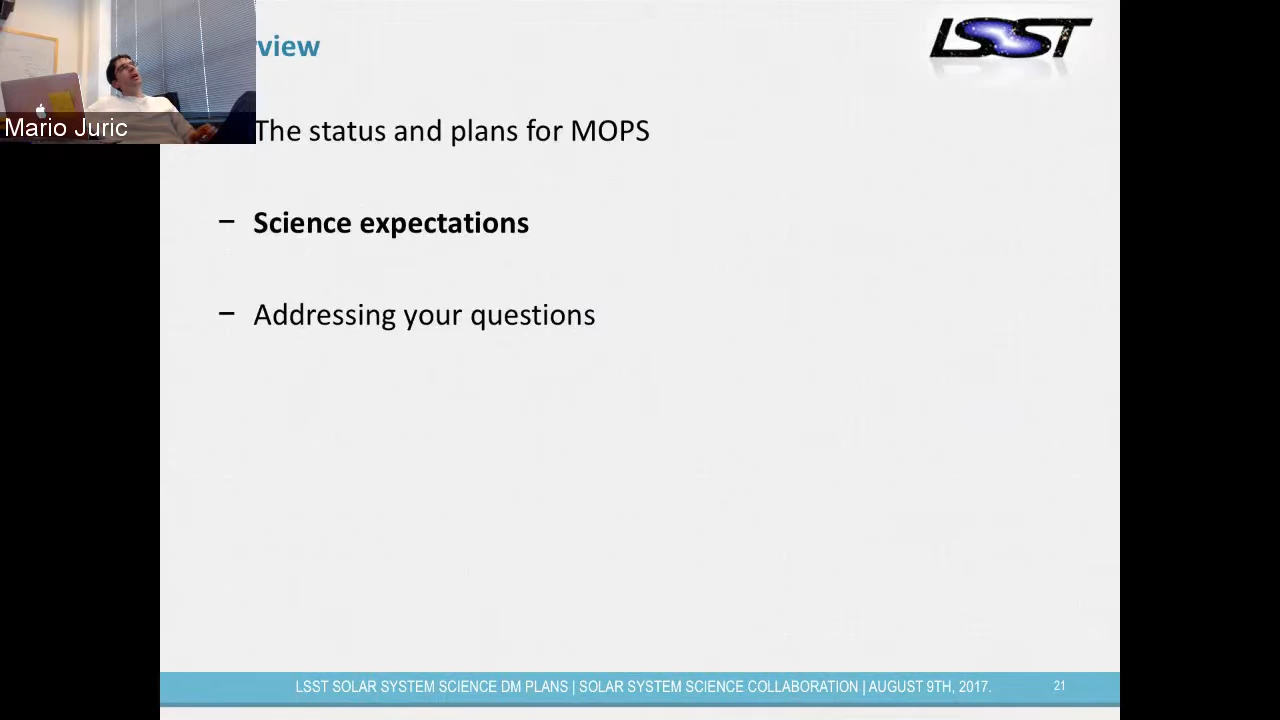 rview
LSST
Mario Juric
The status and plans for MOPS
− Science expectations
− Addressing your questions
LSST SOLAR SYSTEM SCIENCE DM PLANS | SOLAR SYSTEM SCIENCE COLLABORATION | AUGUST 9TH, 2017.
21